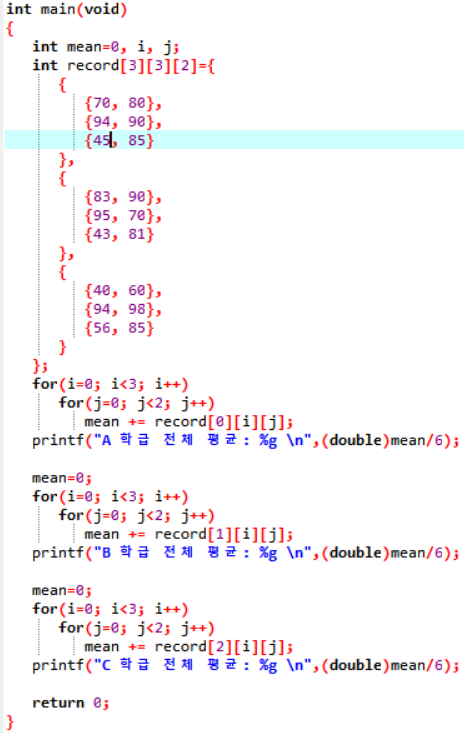 int main(void)
{
int mean=0, i, j;
int record[3][3][2]={
{
{70, 80},
{94, 90},
{45, 85}
},
{
{83, 90},
{95, 70},
{43, 81}
},
{
{40, 60},
{94, 98},
{56, 85}
}
};
for(i=0; i<3; i++)
for(j=0; j<2; j++)
mean += record[0][i][j];
printf("A 학급 전체 평균: %g \n",(double)mean/6);
mean=0;
for(i=0; i<3; i++)
for(j=0; j<2; j++)
mean += record[1][i][j];
printf("B 학급 전체 평균: %g \n",(double)mean/6);
mean=0;
for(i=0; i<3; i++)
for(j=0; j<2; j++)
mean += record[2][i][j];
printf("C 학급 전체 평균: %g \n",(double)mean/6);
return 0;
}